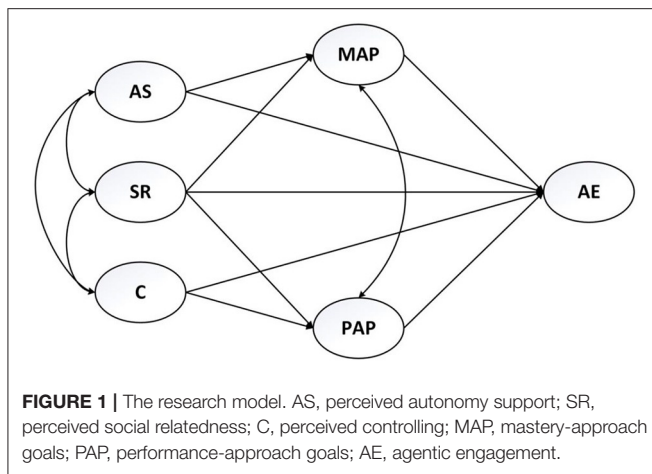 MAP
AS
SR
AE
C
PAP
FIGURE 1 | The research model. AS, perceived autonomy support; SR,
perceived social relatedness; C, perceived controlling; MAP, mastery-approach
goals; PAP, performance-approach goals; AE, agentic engagement.